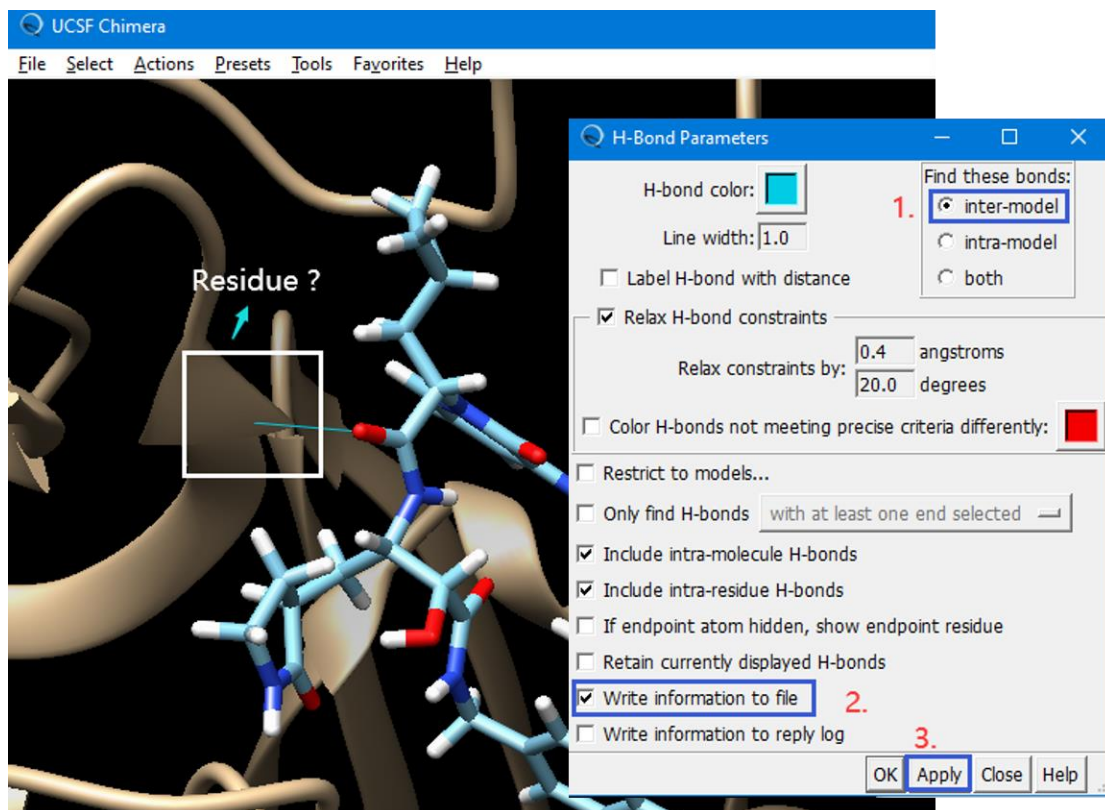 UCSF Chimera
File Select Actions Presets Tools Favorites Help
Residue ?
H-Bond Parameters
H-bond color:
Line width: 1.0
Label H-bond with distance
Find these bonds:
1.
inter-model
intra-model
both
Relax H-bond constraints
Relax constraints by:
0.4 angstroms
20.0 degrees
Color H-bonds not meeting precise criteria differently:
Restrict to models...
Only find H-bonds with at least one end selected
Include intra-molecule H-bonds
Include intra-residue H-bonds
If endpoint atom hidden, show endpoint residue
Retain currently displayed H-bonds
Write information to file 2.
Write information to reply log
3.
OK Apply Close Help